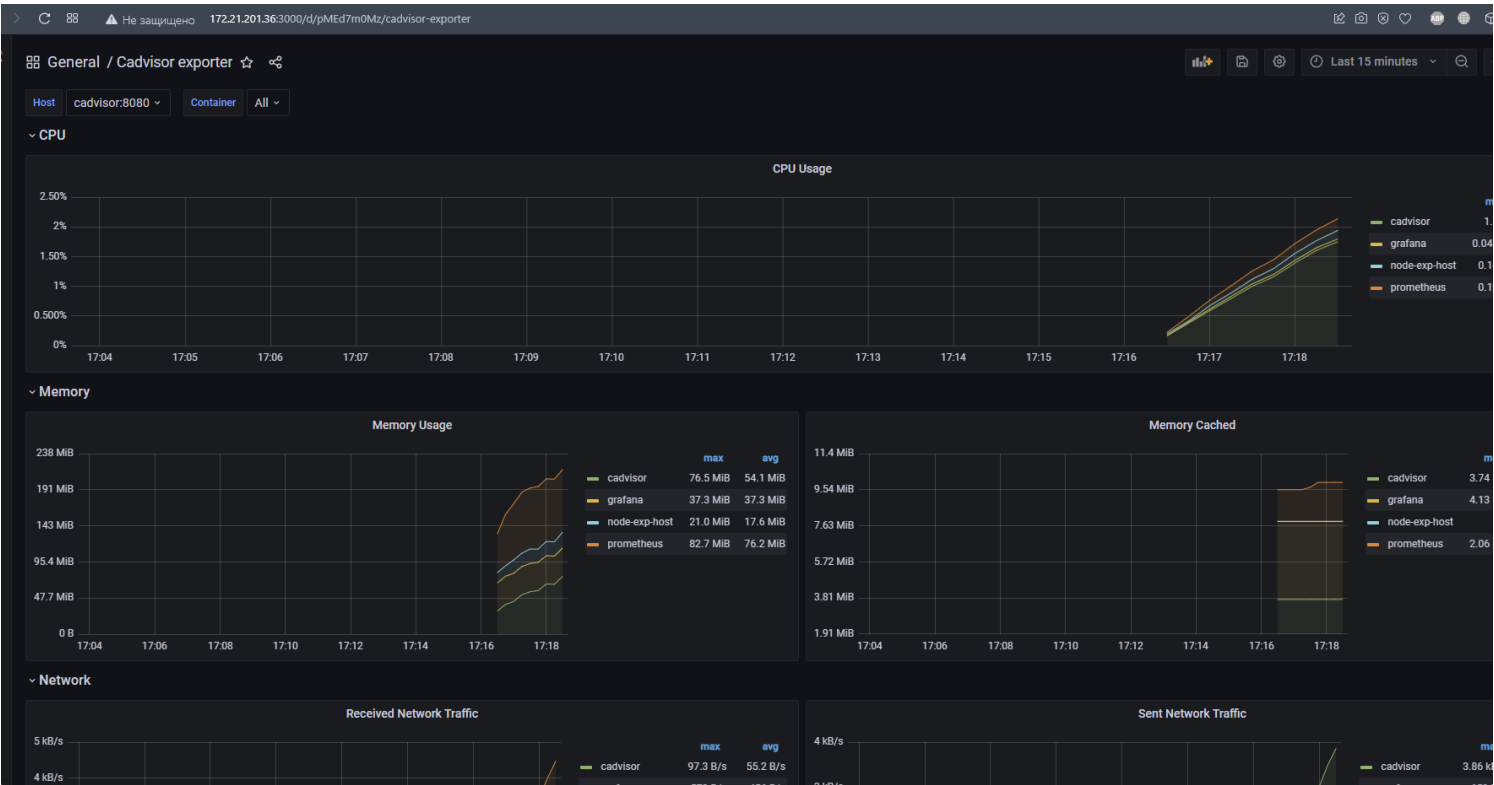 Не защищено 172.21.201.36:3000/d/pMEd7m0Mz/cadvisor-exporter
ABP
General / Cadvisor exporter
Last 15 minutes
Host cadvisor:8080 Container All
CPU
CPU Usage
2.50%
2%
1.50%
1%
0.500%
0%
17:04 17:05 17:06 17:07 17:08 17:09 17:10 17:11 17:12 17:13 17:14 17:15 17:16 17:17 17:18
m
cadvisor 1.
grafana 0.04
node-exp-host 0.1
prometheus 0.1
Memory
Memory Usage
238 MiB
191 MiB
143 MiB
95.4 MiB
47.7 MiB
0 B
17:04 17:06 17:08 17:10 17:12 17:14 17:16 17:18
max avg
cadvisor 76.5 MiB 54.1 MiB
grafana 37.3 MiB 37.3 MiB
node-exp-host 21.0 MiB 17.6 MiB
prometheus 82.7 MiB 76.2 MiB
Memory Cached
11.4 MiB
9.54 MiB
7.63 MiB
5.72 MiB
3.81 MiB
1.91 MiB
17:04 17:06 17:08 17:10 17:12 17:14 17:16 17:18
m
cadvisor 3.74
grafana 4.13
node-exp-host
prometheus 2.06
Network
Received Network Traffic
5 kB/s
4 kB/s
max avg
cadvisor 97.3 B/s 55.2 B/s
Sent Network Traffic
4 kB/s
ma
cadvisor 3.86 k